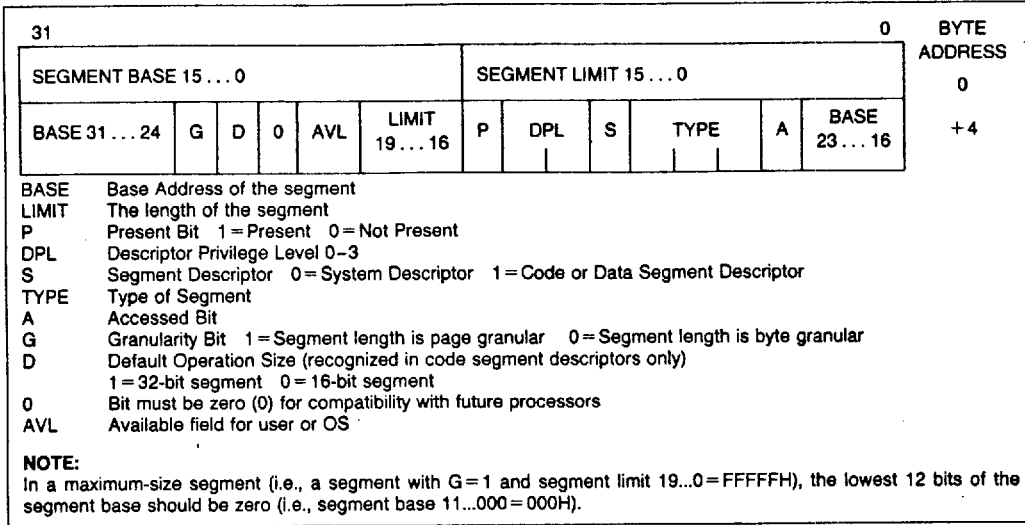 31 0 BYTE ADDRESS
SEGMENT BASE 15...0 SEGMENT LIMIT 15...0 0
BASE 31...24 G D 0 AVL LIMIT 19...16 P DPL S TYPE A BASE 23...16 +4
BASE Base Address of the segment
LIMIT The length of the segment
P Present Bit 1=Present 0=Not Present
DPL Descriptor Privilege Level 0–3
S Segment Descriptor 0=System Descriptor 1=Code or Data Segment Descriptor
TYPE Type of Segment
A Accessed Bit
G Granularity Bit 1=Segment length is page granular 0=Segment length is byte granular
D Default Operation Size (recognized in code segment descriptors only)
1=32-bit segment 0=16-bit segment
0 Bit must be zero (0) for compatibility with future processors
AVL Available field for user or OS
NOTE:
In a maximum-size segment (i.e., a segment with G=1 and segment limit 19...0=FFFFFH), the lowest 12 bits of the
segment base should be zero (i.e., segment base 11...000=000H).